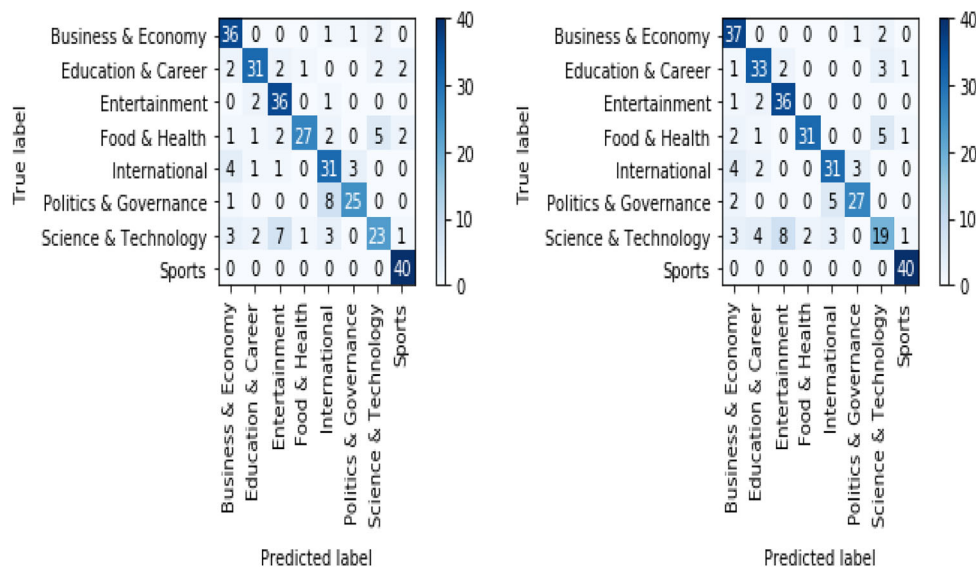 Business & Economy 36 0 0 0 1 1 2 0
Education & Career 2 31 2 1 0 0 2 2
Entertainment 0 2 36 0 1 0 0 0
Food & Health 1 1 2 27 2 0 5 2
International 4 1 1 0 31 3 0 0
Politics & Governance 1 0 0 0 8 25 0 0
Science & Technology 3 2 7 1 3 0 23 1
Sports 0 0 0 0 0 0 0 40
True label
Business & Economy
Education & Career
Entertainment
Food & Health
International
Politics & Governance
Science & Technology
Sports
Predicted label
40
30
20
10
0
Business & Economy 37 0 0 0 0 1 2 0
Education & Career 1 33 2 0 0 0 3 1
Entertainment 1 2 36 0 0 0 0 0
Food & Health 2 1 0 31 0 0 5 1
International 4 2 0 0 31 3 0 0
Politics & Governance 2 0 0 0 5 27 0 0
Science & Technology 3 4 8 2 3 0 19 1
Sports 0 0 0 0 0 0 0 40
True label
Business & Economy
Education & Career
Entertainment
Food & Health
International
Politics & Governance
Science & Technology
Sports
Predicted label
40
30
20
10
0